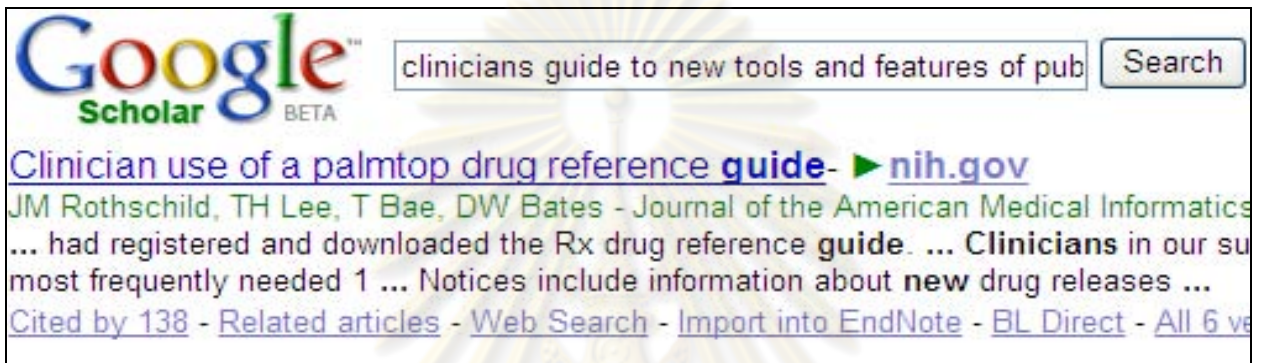 Google™
Scholar BETA
clinicians guide to new tools and features of pub
Search
Clinician use of a palmtop drug reference guide- ►nih.gov
JM Rothschild, TH Lee, T Bae, DW Bates - Journal of the American Medical Informatics
... had registered and downloaded the Rx drug reference guide. ... Clinicians in our su
most frequently needed 1 ... Notices include information about new drug releases ...
Cited by 138 - Related articles - Web Search - Import into EndNote - BL Direct - All 6 ve